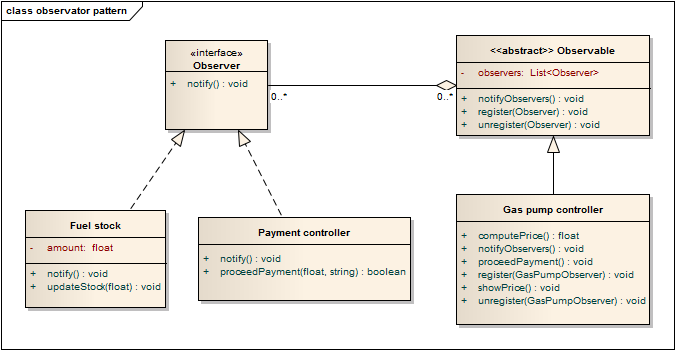 class observator pattern
«interface»
Observer
+ notify() : void
0..*
0..*
<<abstract>> Observable
- observers: List<Observer>
+ notifyObservers() : void
+ register(Observer) : void
+ unregister(Observer) : void
Fuel stock
- amount: float
+ notify() : void
+ updateStock(float) : void
Payment controller
+ notify() : void
+ proceedPayment(float, string) : boolean
Gas pump controller
+ computePrice() : float
+ notifyObservers() : void
+ proceedPayment() : void
+ register(GasPumpObserver) : void
+ showPrice() : void
+ unregister(GasPumpObserver) : void